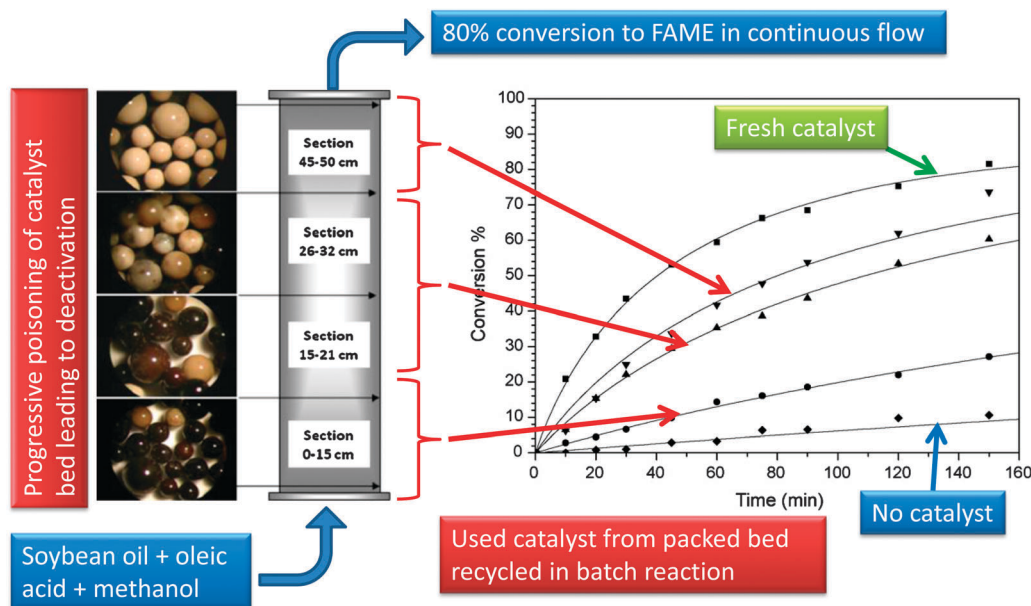 80% conversion to FAME in continuous flow
Progressive poisoning of catalyst
bed leading to deactivation
Section
45-50 cm
Section
26-32 cm
Section
15-21 cm
Section
0-15 cm
Soybean oil + oleic
acid + methanol
Conversion %
100
90
80
70
60
50
40
30
20
10
0
0
20
40
60
80
100
120
140
160
Time (min)
Fresh catalyst
No catalyst
Used catalyst from packed bed
recycled in batch reaction